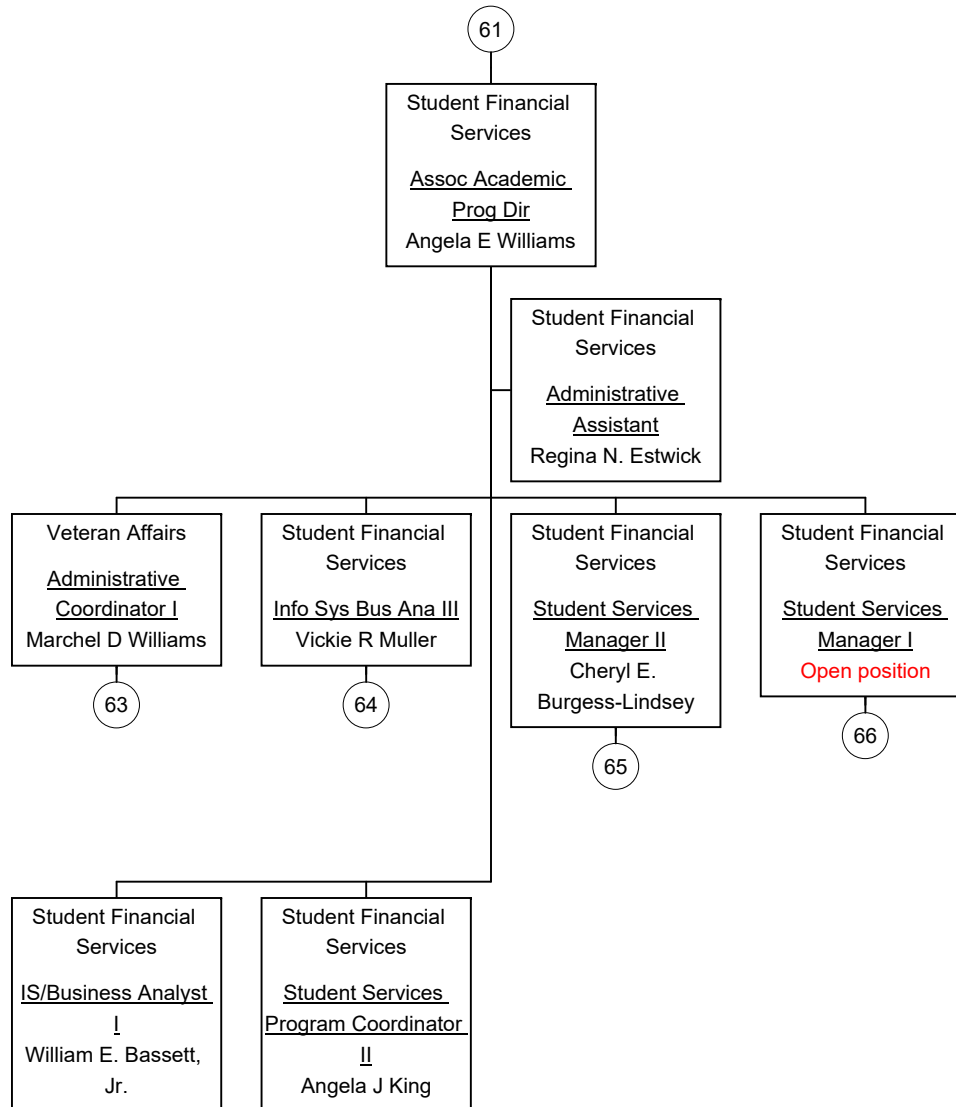 61
Student Financial
Services
Assoc Academic
Prog Dir
Angela E Williams
Student Financial
Services
Administrative
Assistant
Regina N. Estwick
Veteran Affairs
Administrative
Coordinator I
Marchel D Williams
63
Student Financial
Services
Info Sys Bus Ana III
Vickie R Muller
64
Student Financial
Services
Student Services
Manager II
Cheryl E.
Burgess-Lindsey
65
Student Financial
Services
Student Services
Manager I
Open position
66
Student Financial
Services
IS/Business Analyst
I
William E. Bassett,
Jr.
Student Financial
Services
Student Services
Program Coordinator
II
Angela J King